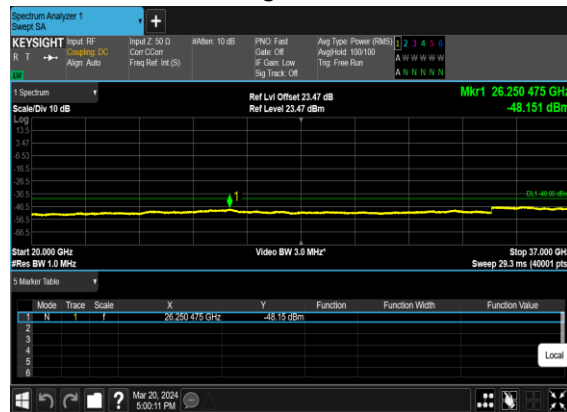 Spectrum Analyzer 1
Swept SA
+
KEYSIGHT
R T
Input: RF
Coupling: DC
Align: Auto
Input Z: 50 Ω
Corr CCorr
Freq Ref: Int (S)
#Atten: 10 dB
PNO: Fast
Gate: Off
IF Gain: Low
Sig Track: Off
Avg Type: Power (RMS)
Avg|Hold: 100/100
Trig: Free Run
1 2 3 4 5 6
A W W W W W
A N N N N N
1 Spectrum
Scale/Div 10 dB
Ref Lvl Offset 23.47 dB
Ref Level 23.47 dBm
Mkr1 26.250 475 GHz
-48.151 dBm
Log
13.5
3.47
-6.53
-16.5
-26.5
-36.5
-46.5
-56.5
-66.5
1
DL1 -40.00 dBm
Start 20.000 GHz
#Res BW 1.0 MHz
Video BW 3.0 MHz*
Stop 37.000 GHz
Sweep 29.3 ms (40001 pts)
5 Marker Table
Mode Trace Scale X Y Function Function Width Function Value
1 N 1 f 26.250 475 GHz -48.15 dBm
2
3
4
5
6
Local
?
Mar 20, 2024
5:00:11 PM